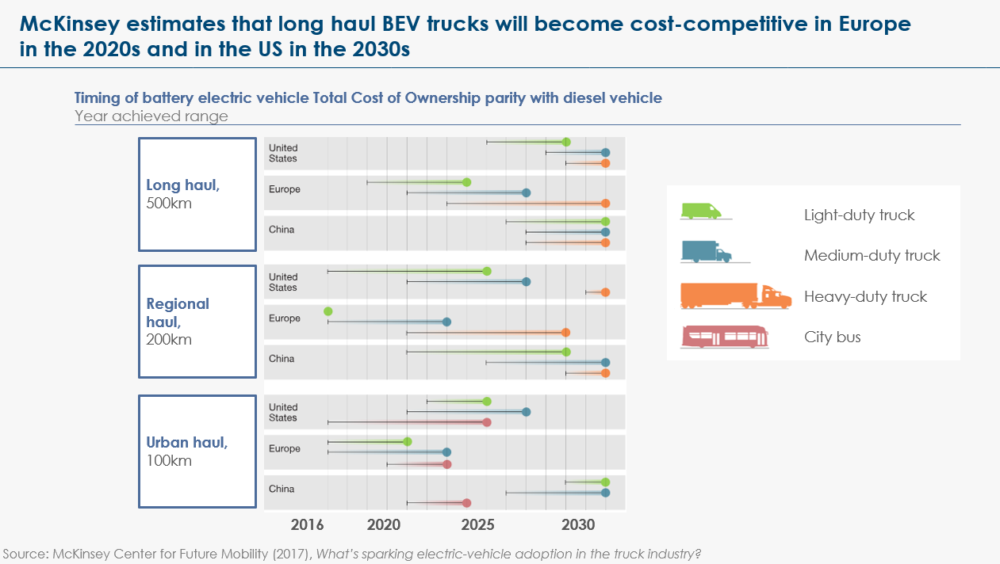 McKinsey estimates that long haul BEV trucks will become cost-competitive in Europe
in the 2020s and in the US in the 2030s
Timing of battery electric vehicle Total Cost of Ownership parity with diesel vehicle
Year achieved range
Long haul,
500km
United
States
Europe
China
Regional
haul,
200km
United
States
Europe
China
Urban haul,
100km
United
States
Europe
China
2016 2020 2025 2030
Light-duty truck
Medium-duty truck
Heavy-duty truck
City bus
Source: McKinsey Center for Future Mobility (2017), What's sparking electric-vehicle adoption in the truck industry?